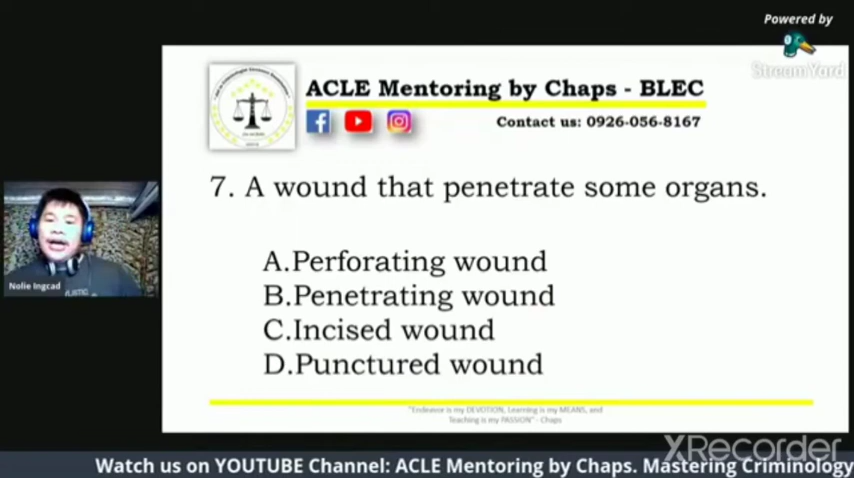 Powered by
StreamYard
ACLE Mentoring by Chaps - BLEC
Contact us: 0926-056-8167
7. A wound that penetrate some organs.
A.Perforating wound
B.Penetrating wound
C.Incised wound
D.Punctured wound
Nolie Ingcad
"Endeavor is my DEVOTION, Learning is my MEANS, and
Teaching is my PASSION" - Chaps
XRecorder
Watch us on YOUTUBE Channel: ACLE Mentoring by Chaps. Mastering Criminology